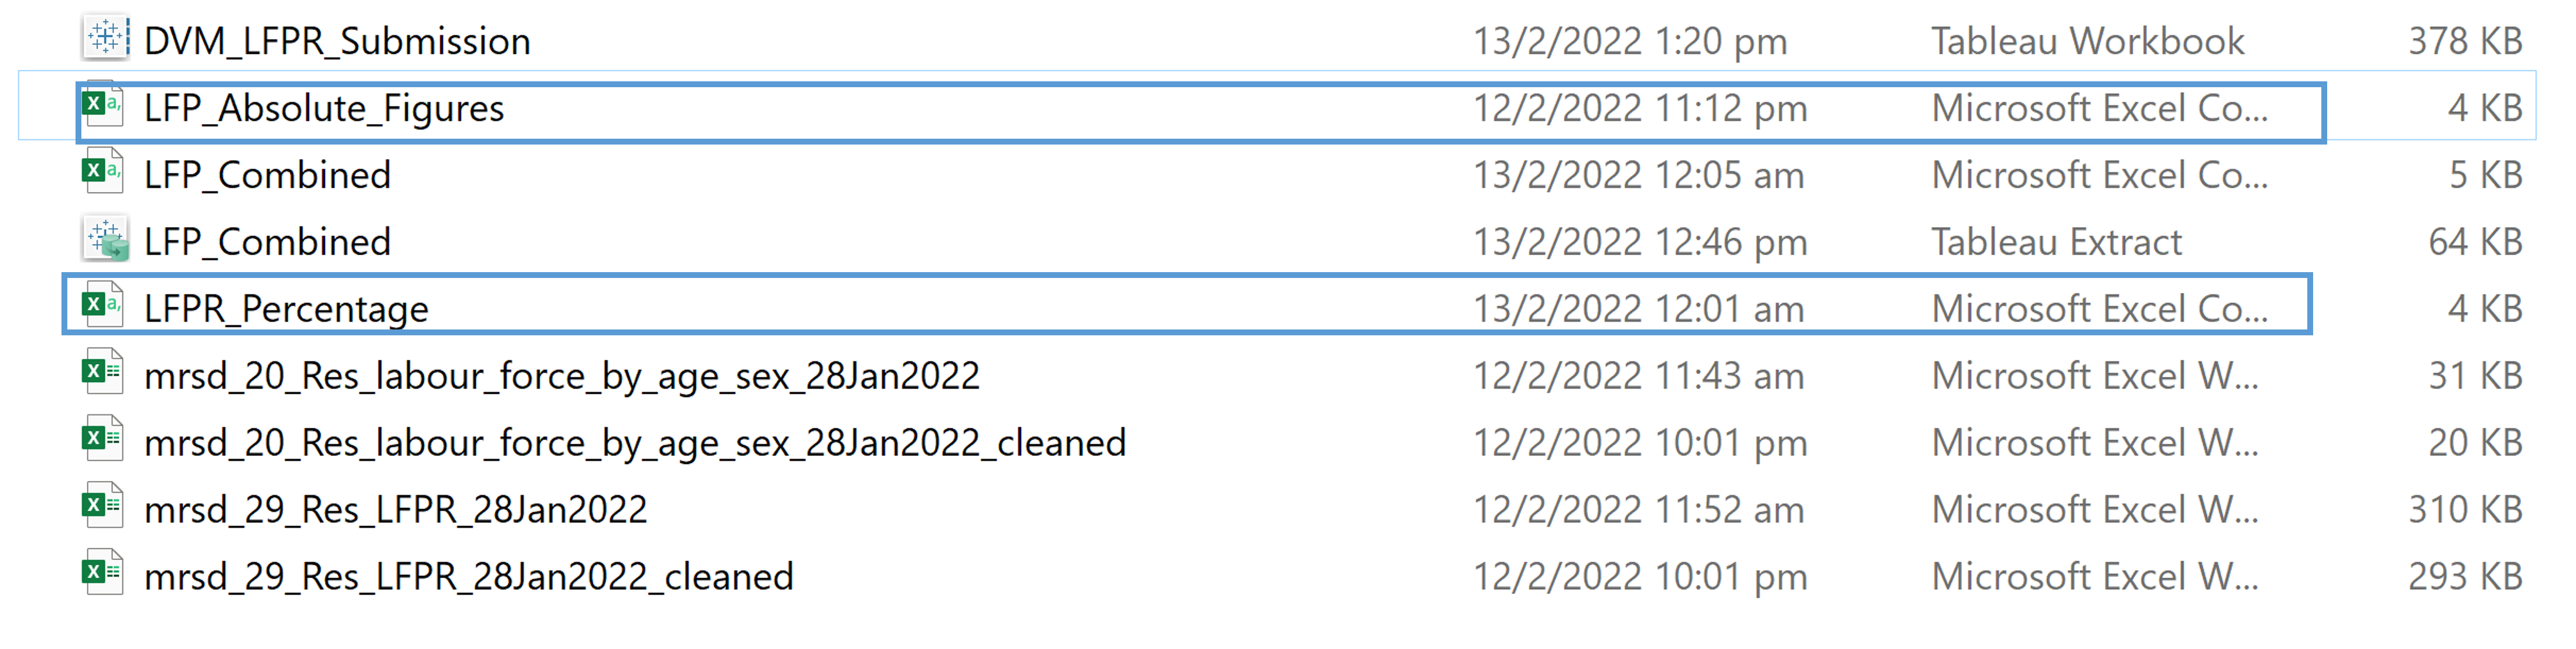 DVM_LFPR_Submission 13/2/2022 1:20 pm Tableau Workbook 378 KB
LFP_Absolute_Figures 12/2/2022 11:12 pm Microsoft Excel Co... 4 KB
LFP_Combined 13/2/2022 12:05 am Microsoft Excel Co... 5 KB
LFP_Combined 13/2/2022 12:46 pm Tableau Extract 64 KB
LFPR_Percentage 13/2/2022 12:01 am Microsoft Excel Co... 4 KB
mrsd_20_Res_labour_force_by_age_sex_28Jan2022 12/2/2022 11:43 am Microsoft Excel W... 31 KB
mrsd_20_Res_labour_force_by_age_sex_28Jan2022_cleaned 12/2/2022 10:01 pm Microsoft Excel W... 20 KB
mrsd_29_Res_LFPR_28Jan2022 12/2/2022 11:52 am Microsoft Excel W... 310 KB
mrsd_29_Res_LFPR_28Jan2022_cleaned 12/2/2022 10:01 pm Microsoft Excel W... 293 KB